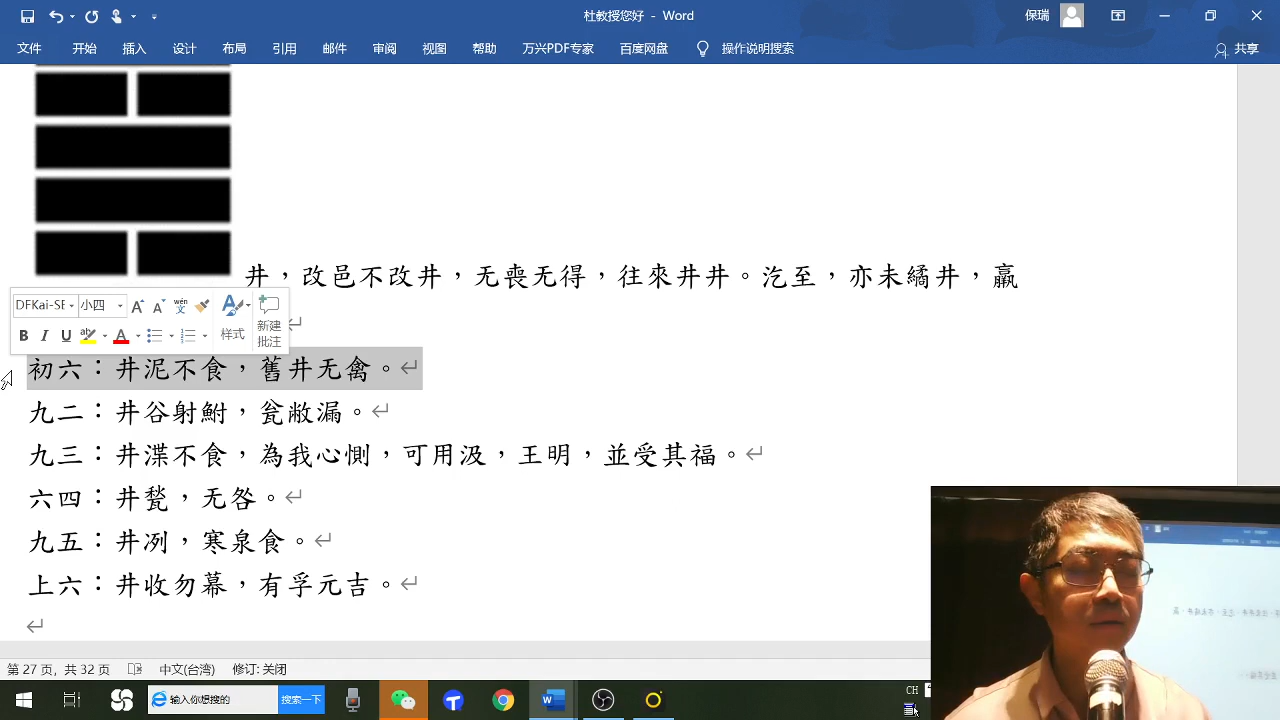 杜教授您好 - Word
保瑞
文件 开始 插入 设计 布局 引用 邮件 审阅 视图 帮助 万兴PDF专家 百度网盘 操作说明搜索 共享
井，改邑不改井，无喪无得，往來井井。汔至，亦未繘井，羸
DFKai-SE 小四 A A wén 文 样式 新建批注
B I U ab A
初六：井泥不食，舊井无禽。
九二：井谷射鮒，瓮敝漏。
九三：井渫不食，為我心惻，可用汲，王明，並受其福。
六四：井甃，无咎。
九五：井冽，寒泉食。
上六：井收勿幕，有孚元吉。
第 27 页，共 32 页 中文(台湾) 修订: 关闭
输入你想搜的 搜索一下 CH